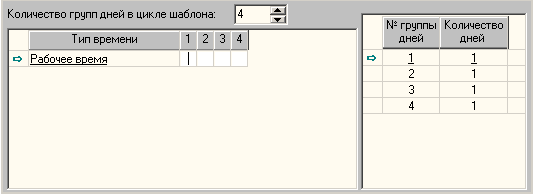 Количество групп дней в цикле шаблона: 4
Тип времени 1 2 3 4
Рабочее время
№ группы дней Количество дней
1 1
2 1
3 1
4 1